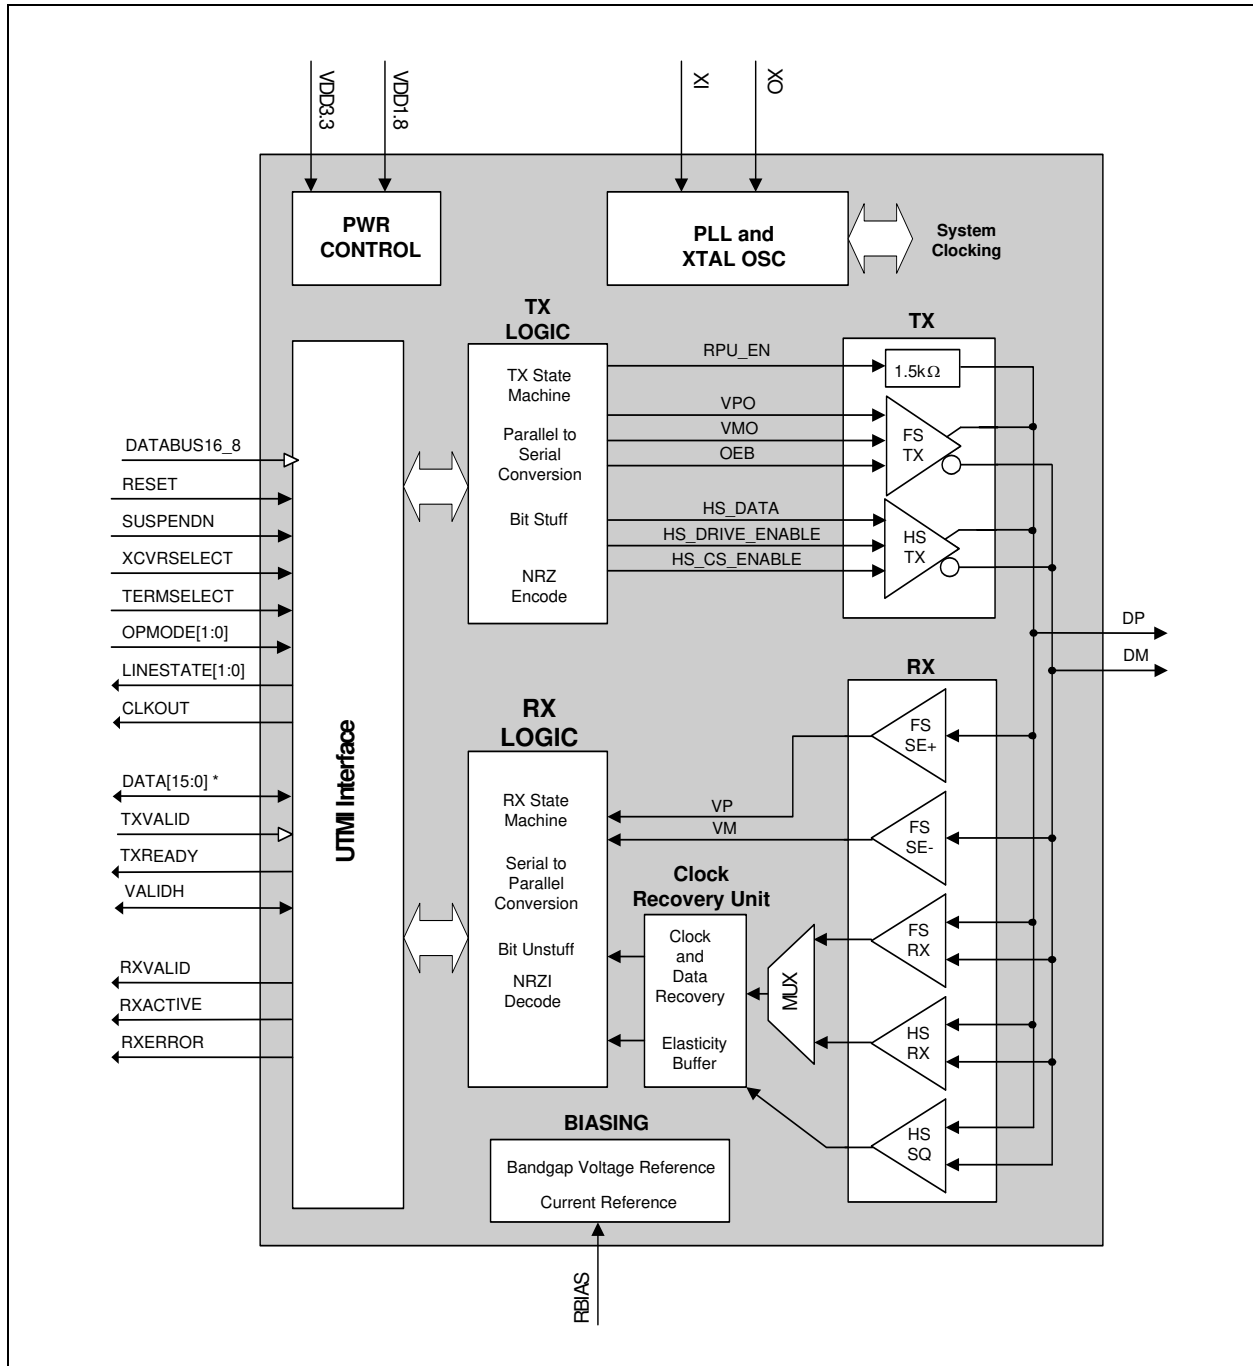 VDD3.3
VDD1.8
XI
XO
PWR
CONTROL
PLL and
XTAL OSC
System
Clocking
TX
LOGIC
TX State
Machine
Parallel to
Serial
Conversion
Bit Stuff
NRZ
Encode
RPU_EN
VPO
VMO
OEB
HS_DATA
HS_DRIVE_ENABLE
HS_CS_ENABLE
TX
1.5kΩ
FS
TX
HS
TX
DATABUS16_8
RESET
SUSPENDN
XCVRSELECT
TERMSELECT
OPMODE[1:0]
LINESTATE[1:0]
CLKOUT
DATA[15:0] *
TXVALID
TXREADY
VALIDH
RXVALID
RXACTIVE
RXERROR
UTMI Interface
DP
DM
RX
LOGIC
RX State
Machine
Serial to
Parallel
Conversion
Bit Unstuff
NRZI
Decode
VP
VM
Clock
Recovery Unit
Clock
and
Data
Recovery
Elasticity
Buffer
MUX
RX
FS
SE+
FS
SE-
FS
RX
HS
RX
HS
SQ
BIASING
Bandgap Voltage Reference
Current Reference
RBIAS